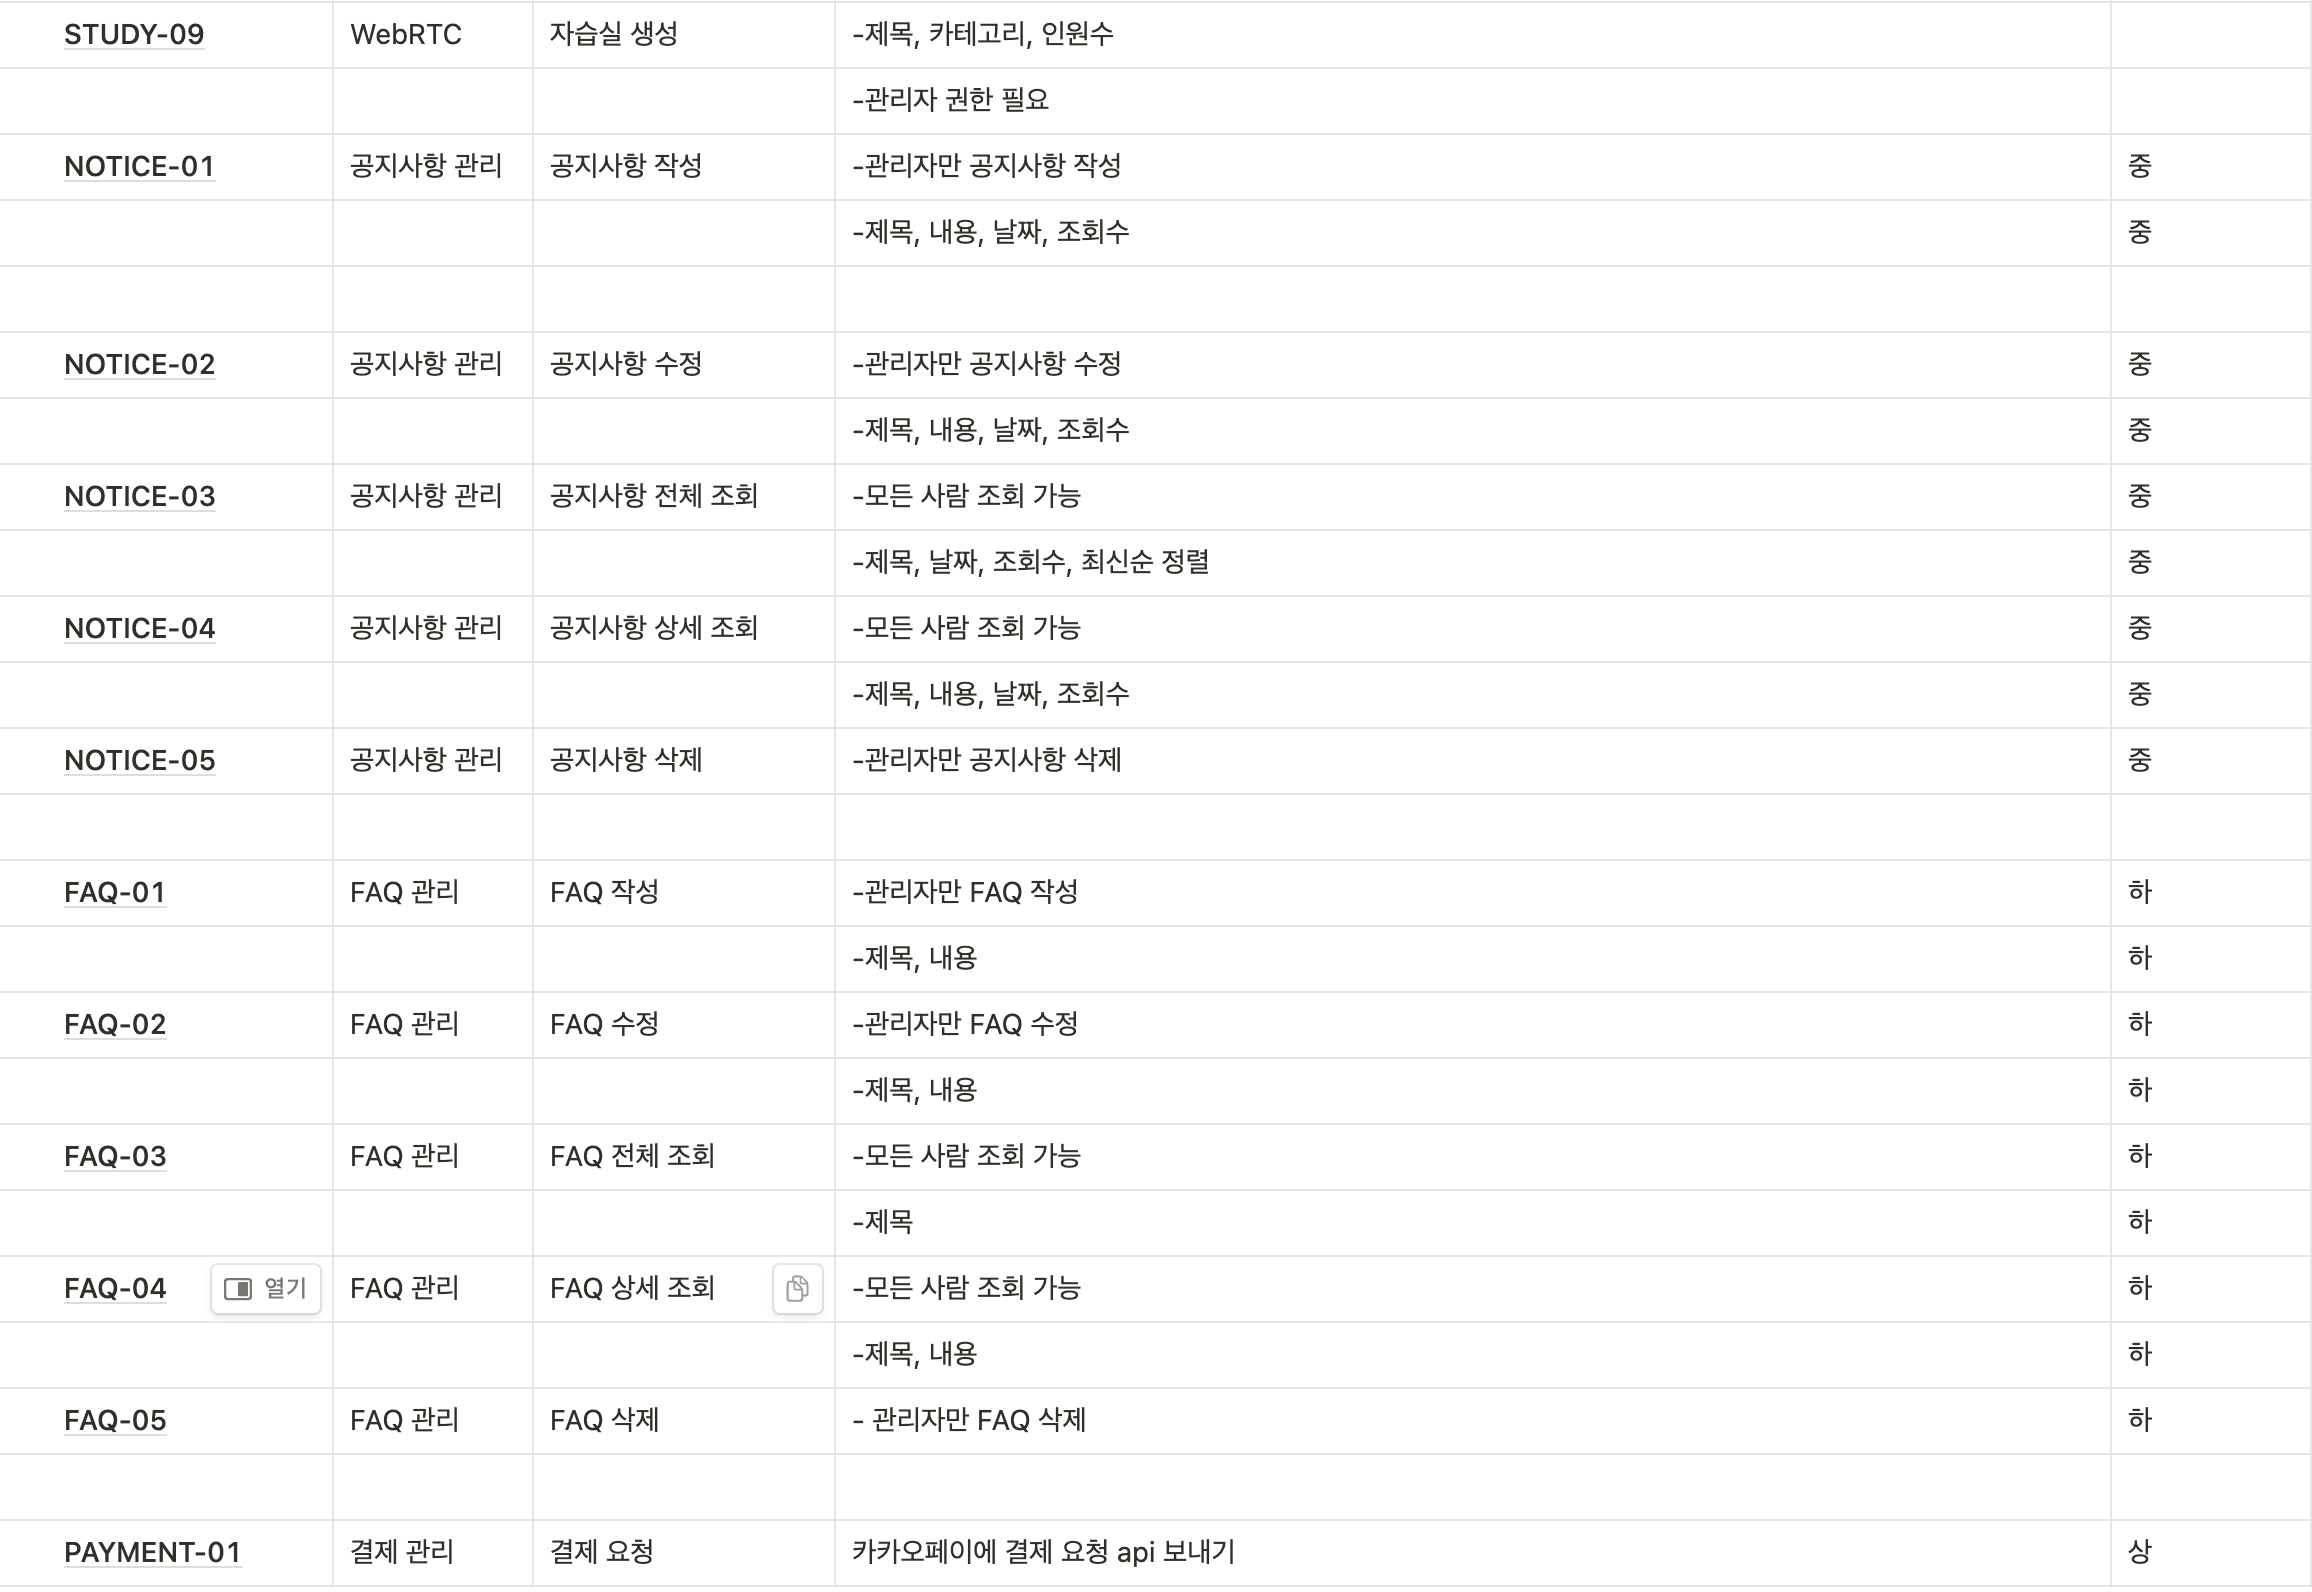 STUDY-09 WebRTC 자습실 생성 -제목, 카테고리, 인원수
-관리자 권한 필요
NOTICE-01 공지사항 관리 공지사항 작성 -관리자만 공지사항 작성 중
-제목, 내용, 날짜, 조회수 중
NOTICE-02 공지사항 관리 공지사항 수정 -관리자만 공지사항 수정 중
-제목, 내용, 날짜, 조회수 중
NOTICE-03 공지사항 관리 공지사항 전체 조회 -모든 사람 조회 가능 중
-제목, 날짜, 조회수, 최신순 정렬 중
NOTICE-04 공지사항 관리 공지사항 상세 조회 -모든 사람 조회 가능 중
-제목, 내용, 날짜, 조회수 중
NOTICE-05 공지사항 관리 공지사항 삭제 -관리자만 공지사항 삭제 중
FAQ-01 FAQ 관리 FAQ 작성 -관리자만 FAQ 작성 하
-제목, 내용 하
FAQ-02 FAQ 관리 FAQ 수정 -관리자만 FAQ 수정 하
-제목, 내용 하
FAQ-03 FAQ 관리 FAQ 전체 조회 -모든 사람 조회 가능 하
-제목 하
FAQ-04 열기 FAQ 관리 FAQ 상세 조회 -모든 사람 조회 가능 하
-제목, 내용 하
FAQ-05 FAQ 관리 FAQ 삭제 - 관리자만 FAQ 삭제 하
PAYMENT-01 결제 관리 결제 요청 카카오페이에 결제 요청 api 보내기 상